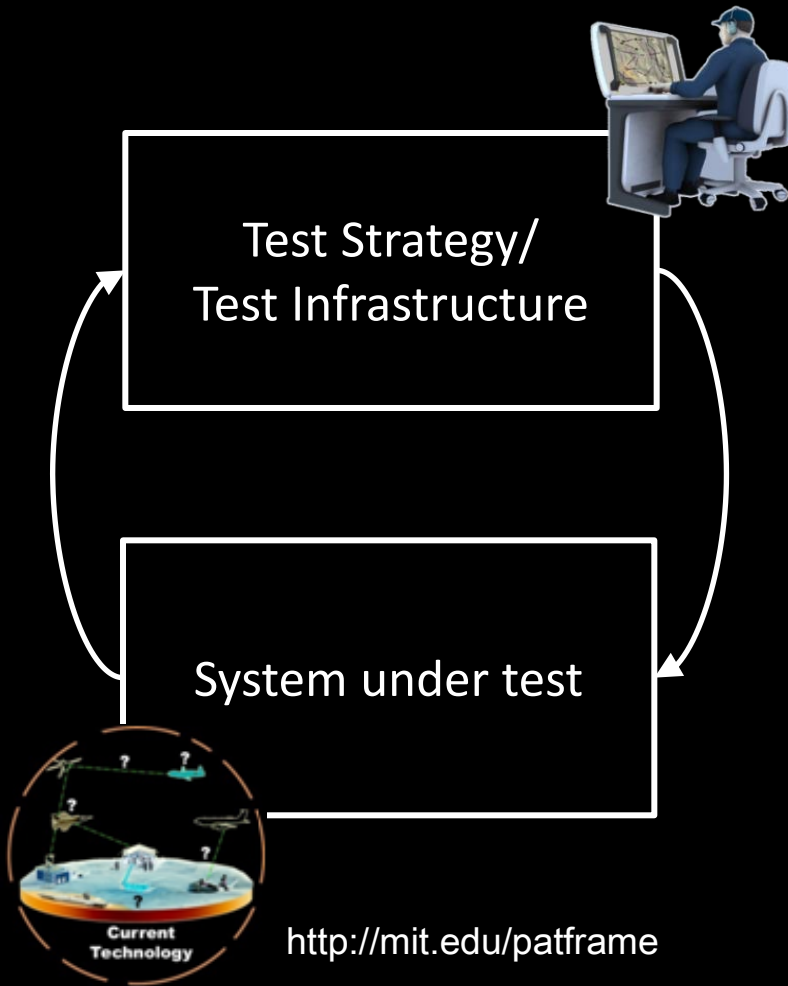 Test Strategy/
Test Infrastructure
System under test
?
?
?
?
?
Current
Technology
http://mit.edu/patframe